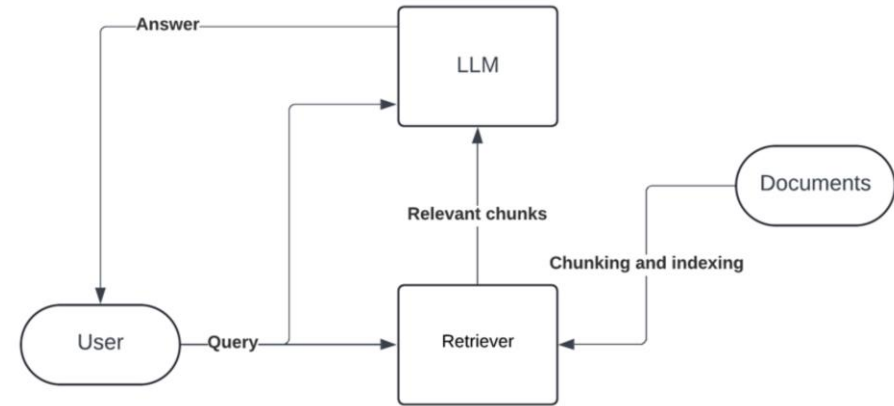 Answer
LLM
Documents
Relevant chunks
Chunking and indexing
User
Query
Retriever